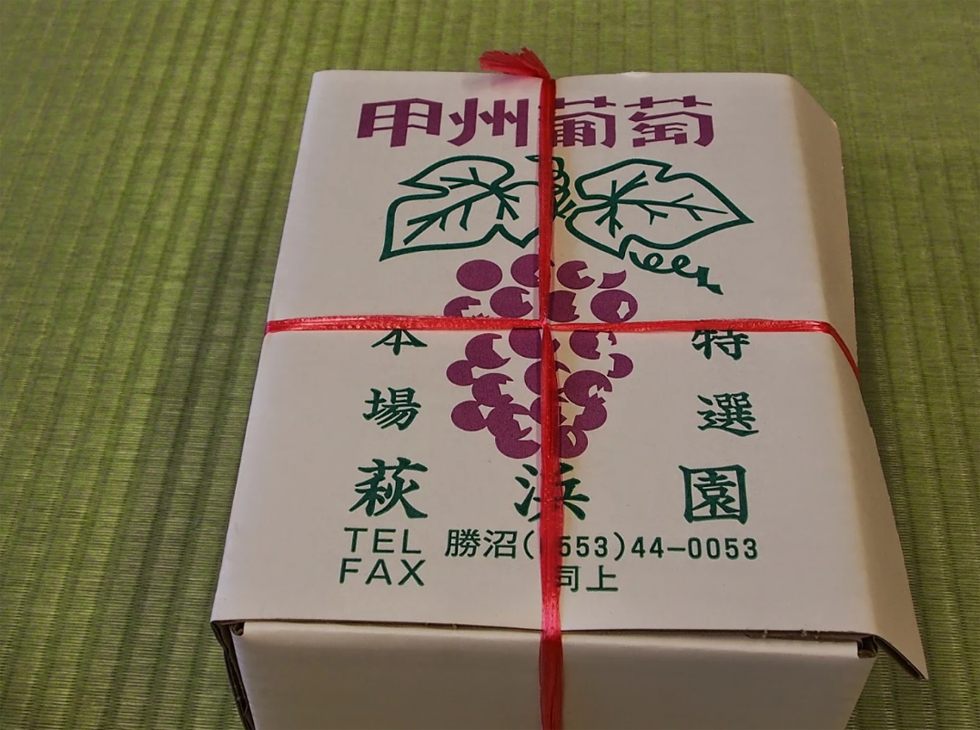 甲州葡萄
本場
特選
萩浜園
TEL 勝沼(0553)44-0053
FAX 同上